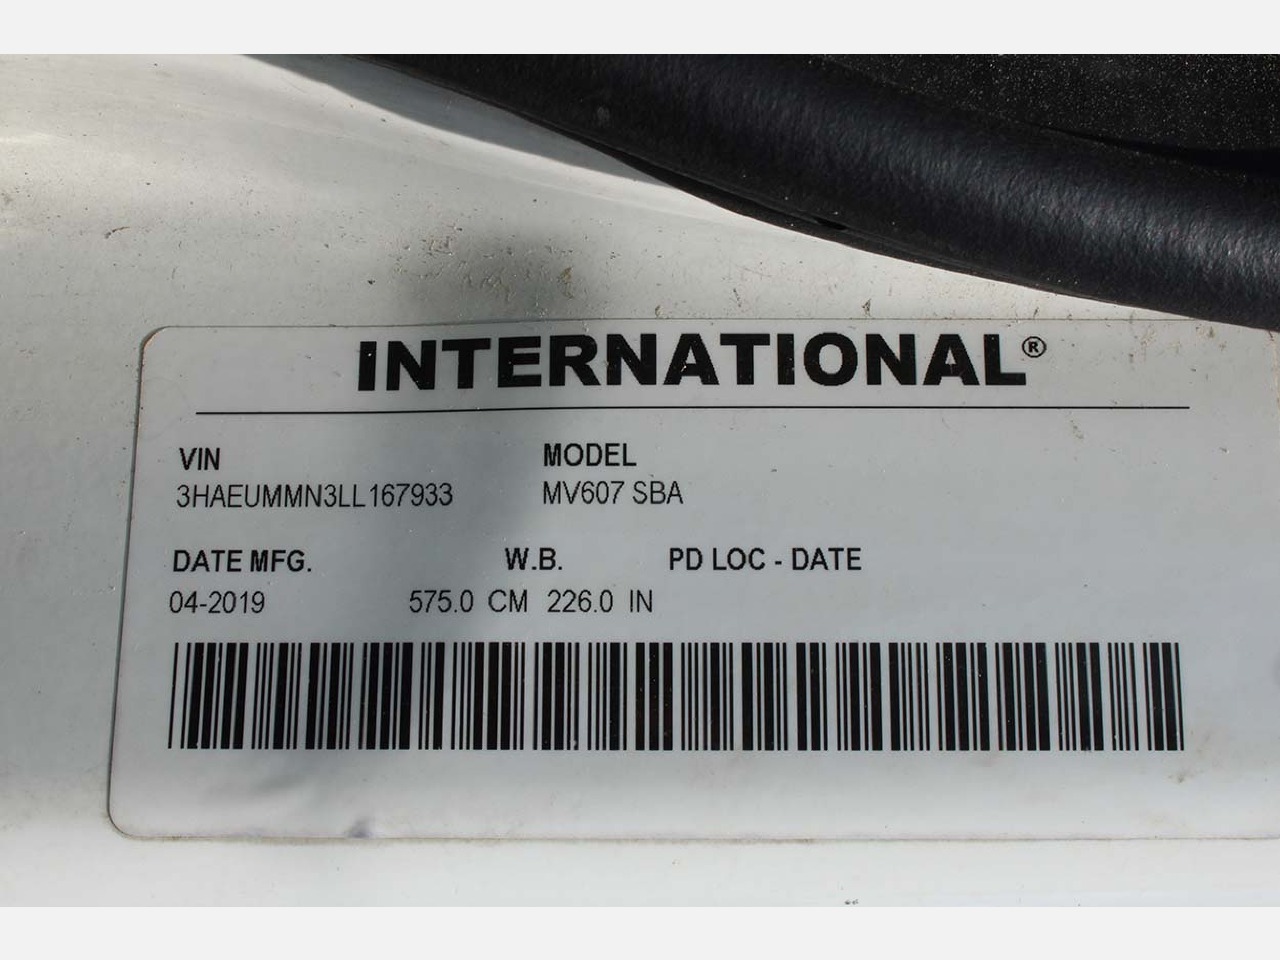 INTERNATIONAL®
VIN MODEL
3HAEUMMN3LL167933 MV607 SBA
DATE MFG. W.B. PD LOC - DATE
04-2019 575.0 CM 226.0 IN